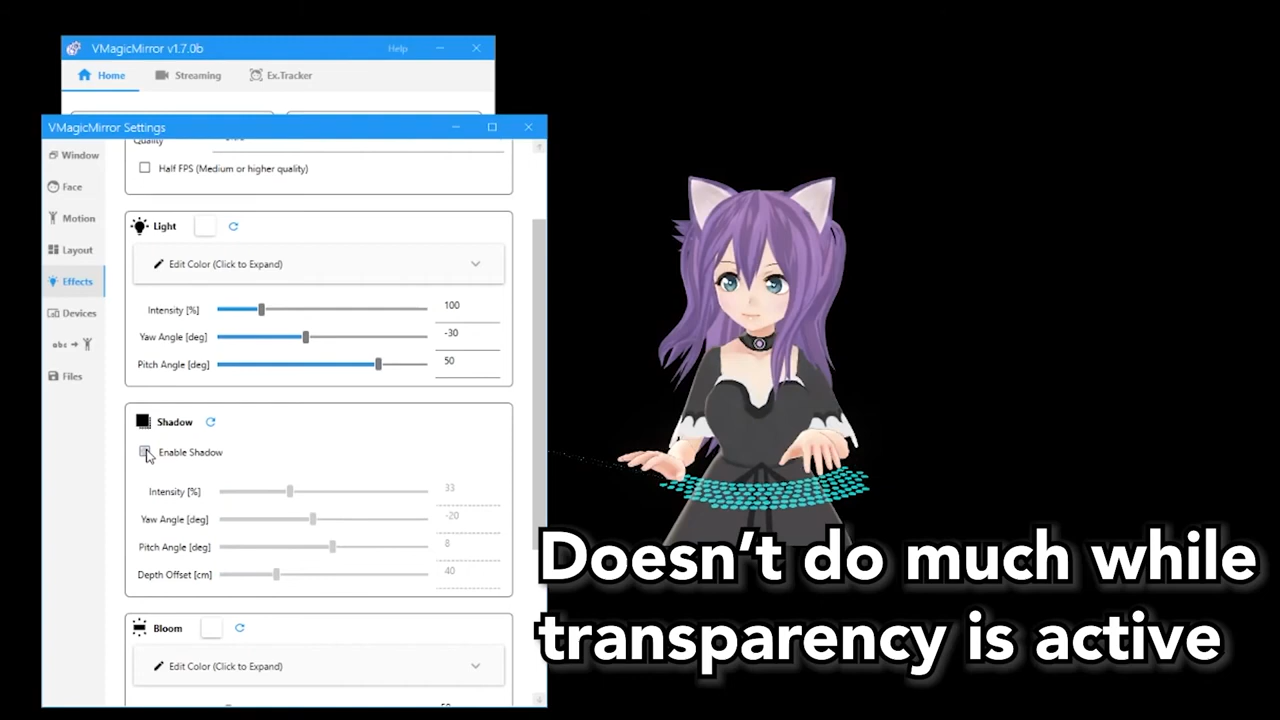 VMagicMirror v1.7.0b
Help
Home
Streaming
Ex.Tracker
VMagicMirror Settings
Window
Face
Motion
Layout
Effects
Devices
abc →
Files
Quality
Half FPS (Medium or higher quality)
Light
Edit Color (Click to Expand)
Intensity [%] 100
Yaw Angle [deg] -30
Pitch Angle [deg] 50
Shadow
Enable Shadow
Intensity [%] 33
Yaw Angle [deg] -20
Pitch Angle [deg] 8
Depth Offset [cm] 40
Bloom
Edit Color (Click to Expand)
Doesn't do much while
transparency is active